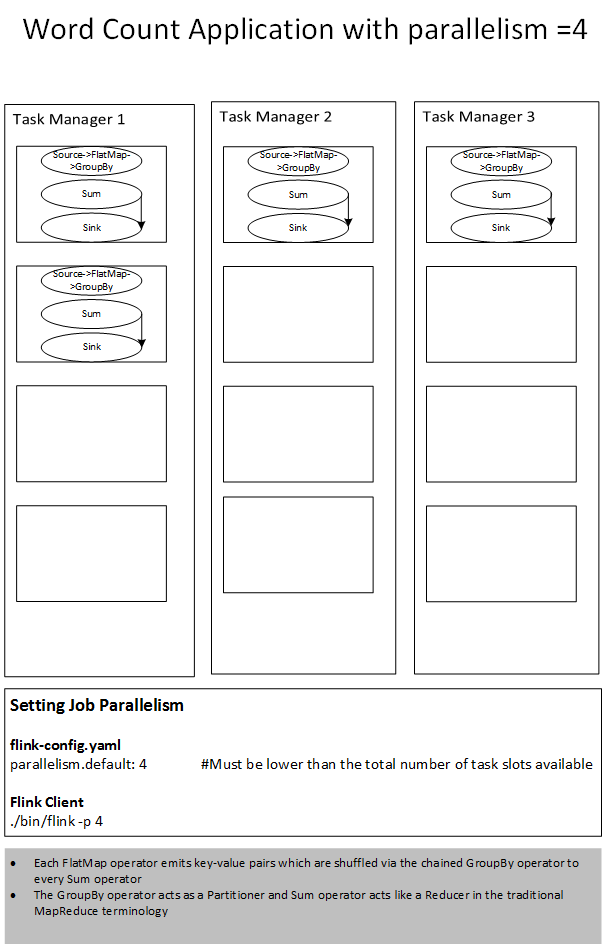 Word Count Application with parallelism =4
Task Manager 1
Source->FlatMap-
>GroupBy
Sum
Sink
Source->FlatMap-
>GroupBy
Sum
Sink
Task Manager 2
Source->FlatMap-
>GroupBy
Sum
Sink
Task Manager 3
Source->FlatMap-
>GroupBy
Sum
Sink
Setting Job Parallelism
flink-config.yaml
parallelism.default: 4 #Must be lower than the total number of task slots available
Flink Client
./bin/flink -p 4
• Each FlatMap operator emits key-value pairs which are shuffled via the chained GroupBy operator to
every Sum operator
• The GroupBy operator acts as a Partitioner and Sum operator acts like a Reducer in the traditional
MapReduce terminology